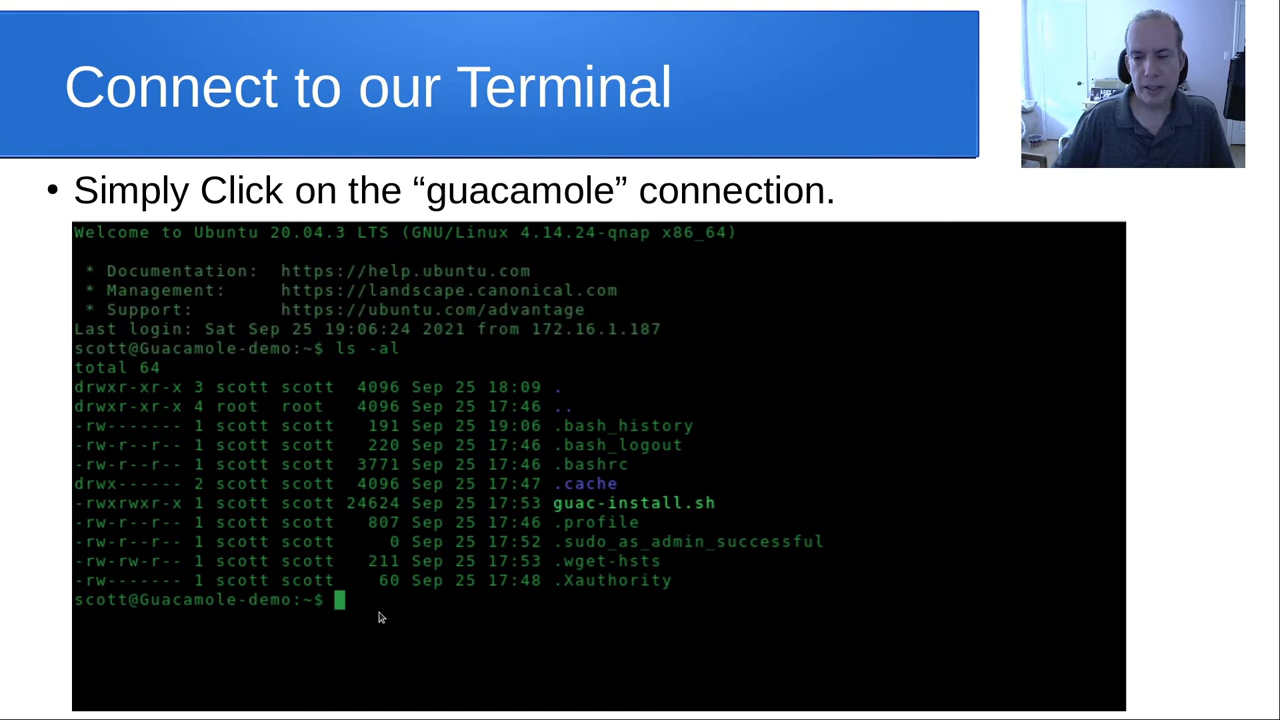 Connect to our Terminal
• Simply Click on the “guacamole” connection.
Welcome to Ubuntu 20.04.3 LTS (GNU/Linux 4.14.24-qnap x86_64)
* Documentation:  https://help.ubuntu.com
* Management:     https://landscape.canonical.com
* Support:        https://ubuntu.com/advantage
Last login: Sat Sep 25 19:06:24 2021 from 172.16.1.187
scott@Guacamole-demo:~$ ls -al
total 64
drwxr-xr-x 3 scott scott  4096 Sep 25 18:09 .
drwxr-xr-x 4 root  root   4096 Sep 25 17:46 ..
-rw------- 1 scott scott   191 Sep 25 19:06 .bash_history
-rw-r--r-- 1 scott scott   220 Sep 25 17:46 .bash_logout
-rw-r--r-- 1 scott scott  3771 Sep 25 17:46 .bashrc
drwx------ 2 scott scott  4096 Sep 25 17:47 .cache
-rwxrwxr-x 1 scott scott 24624 Sep 25 17:53 guac-install.sh
-rw-r--r-- 1 scott scott   807 Sep 25 17:46 .profile
-rw-r--r-- 1 scott scott     0 Sep 25 17:52 .sudo_as_admin_successful
-rw-rw-r-- 1 scott scott   211 Sep 25 17:53 .wget-hsts
-rw------- 1 scott scott    60 Sep 25 17:48 .Xauthority
scott@Guacamole-demo:~$